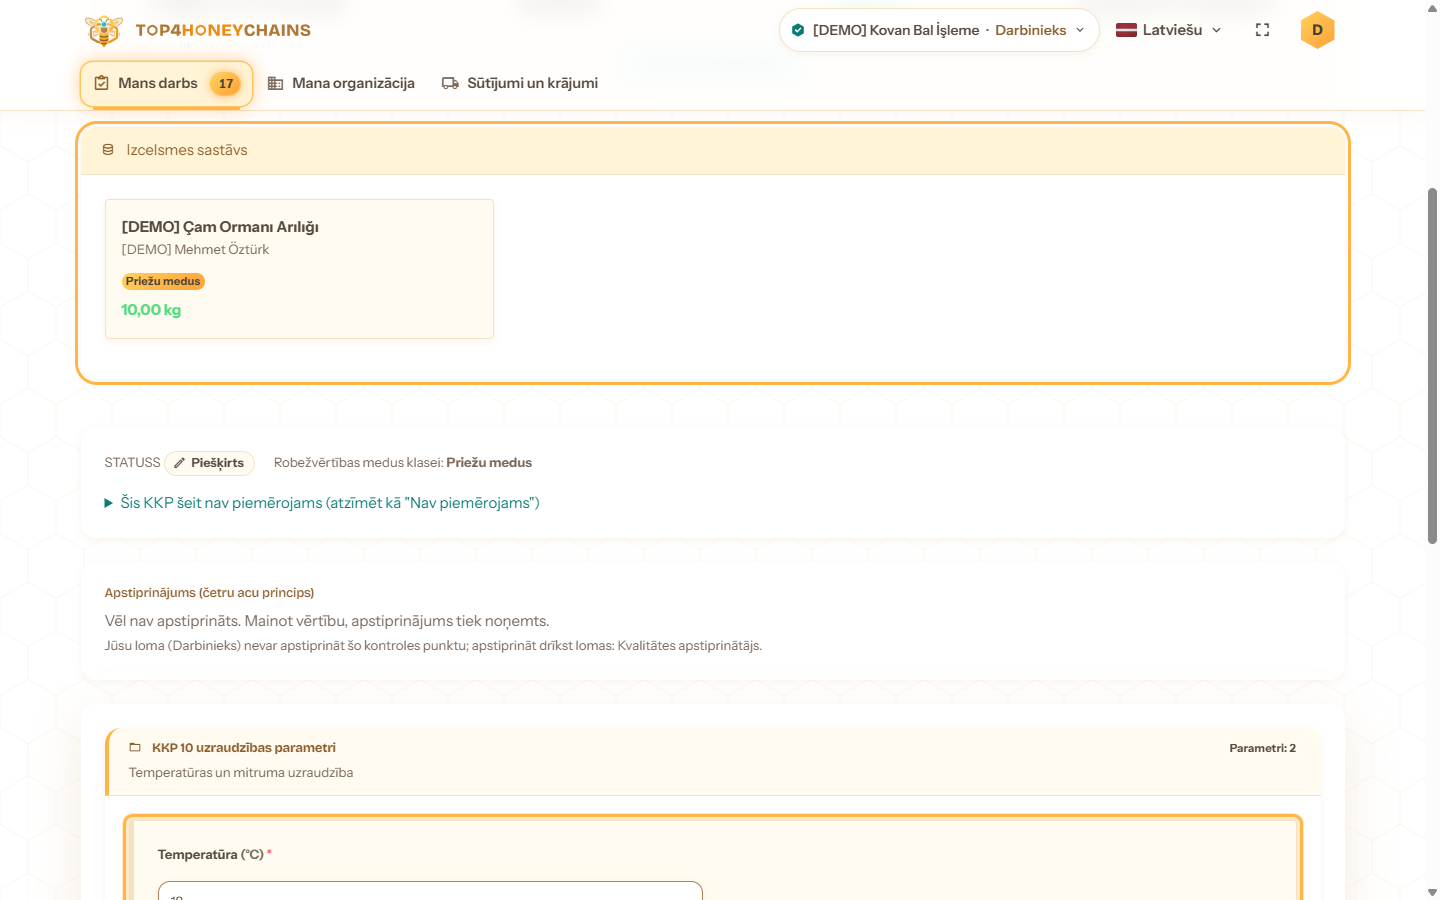 TOP4HONEYCHAINS
[DEMO] Kovan Bal İşleme · Darbinieks
Latviešu
D
Mans darbs 17
Mana organizācija
Sūtījumi un krājumi
Izcelsmes sastāvs
[DEMO] Çam Ormanı Arılığı
[DEMO] Mehmet Öztürk
Priežu medus
10,00 kg
STATUSS Piešķirts Robežvērtības medus klasei: Priežu medus
Šis KKP šeit nav piemērojams (atzīmēt kā "Nav piemērojams")
Apstiprinājums (četru acu princips)
Vēl nav apstiprināts. Mainot vērtību, apstiprinājums tiek noņemts.
Jūsu loma (Darbinieks) nevar apstiprināt šo kontroles punktu; apstiprināt drīkst lomas: Kvalitātes apstiprinātājs.
KKP 10 uzraudzības parametri
Parametri: 2
Temperatūras un mitruma uzraudzība
Temperatūra (°C) *